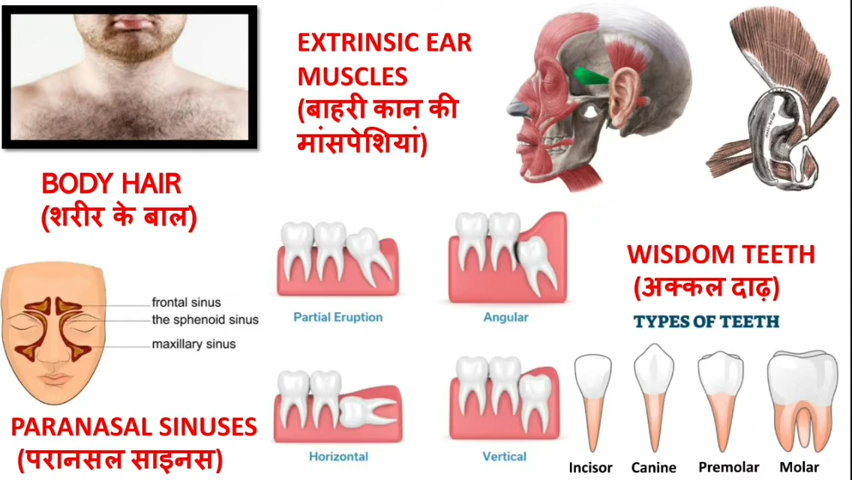 EXTRINSIC EAR
MUSCLES
(बाहरी कान की
मांसपेशियां)
BODY HAIR
(शरीर के बाल)
frontal sinus
the sphenoid sinus
maxillary sinus
PARANASAL SINUSES
(परानसल साइनस)
Partial Eruption
Angular
Horizontal
Vertical
WISDOM TEETH
(अक्कल दाढ़)
TYPES OF TEETH
Incisor
Canine
Premolar
Molar